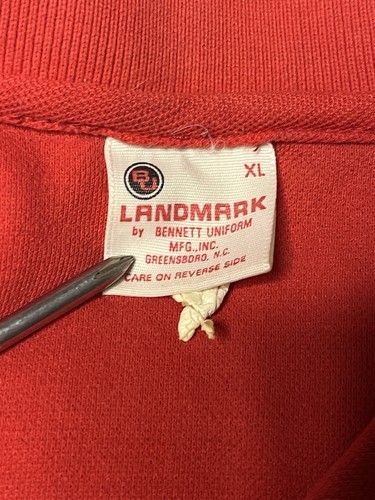 BU
XL
LANDMARK
by BENNETT UNIFORM
MFG., INC.
GREENSBORO, N.C.
CARE ON REVERSE SIDE